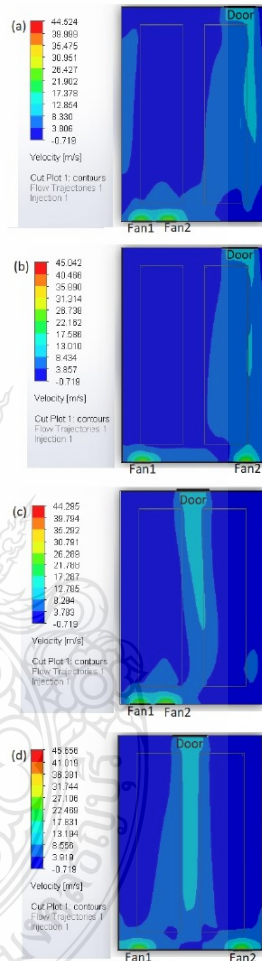 (a)
44.524
39.999
35.475
30.951
26.427
21.902
17.378
12.854
8.330
3.806
-0.719
Velocity [m/s]
Cut Plot 1: contours
Flow Trajectories 1
Injection 1
Door
Fan1 Fan2
(b)
45.042
40.466
35.890
31.314
26.738
22.162
17.586
13.010
8.434
3.857
-0.719
Velocity [m/s]
Cut Plot 1: contours
Flow Trajectories 1
Injection 1
Door
Fan1 Fan2
(c)
44.295
39.794
35.292
30.791
26.289
21.788
17.287
12.785
8.284
3.783
-0.719
Velocity [m/s]
Cut Plot 1: contours
Flow Trajectories 1
Injection 1
Door
Fan1 Fan2
(d)
45.656
41.019
36.381
31.744
27.106
22.469
17.831
13.194
8.556
3.919
-0.719
Velocity [m/s]
Cut Plot 1: contours
Flow Trajectories 1
Injection 1
Door
Fan1 Fan2